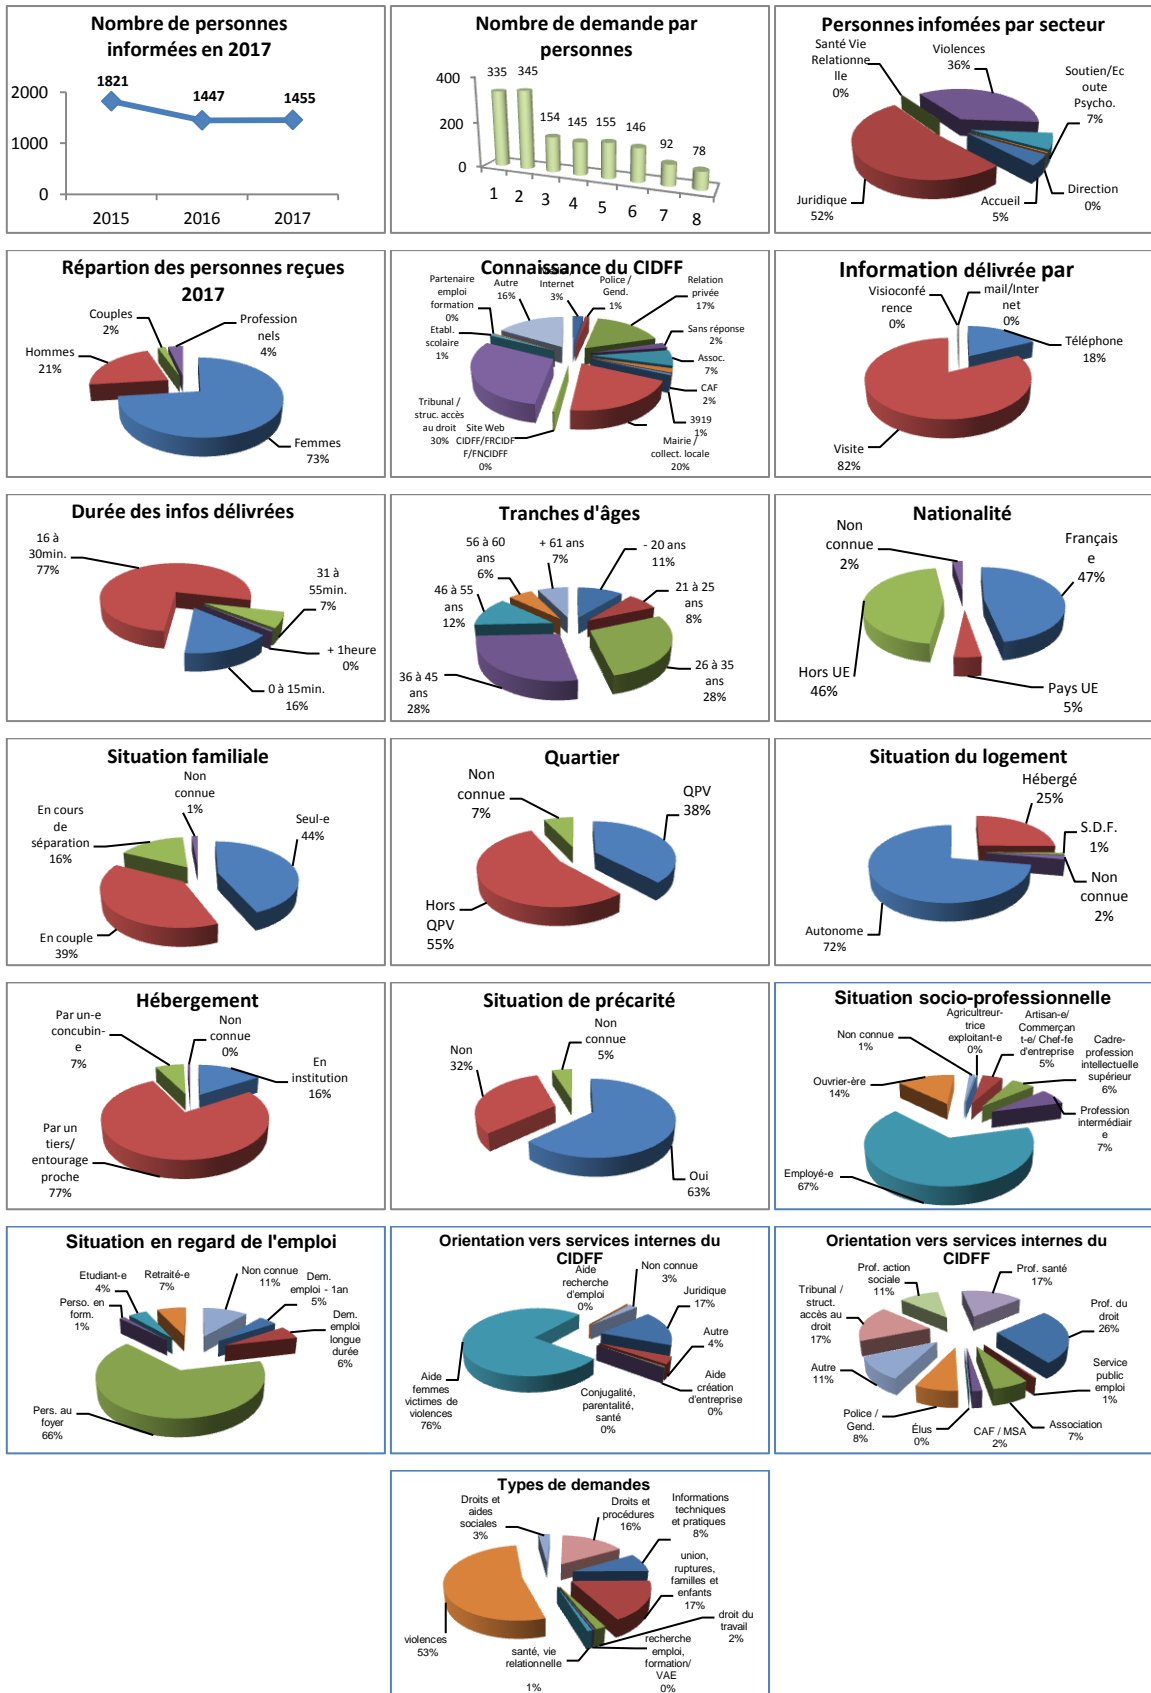 Nombre de personnes
informées en 2017
1821
1447
1455
2000
1000
0
2015
2016
2017
Nombre de demande par
personnes
400
200
0
335
345
154
145
155
146
92
78
1
2
3
4
5
6
7
8
Personnes infomées par secteur
Santé Vie
Relationne
lle
0%
Violences
36%
Soutien/Ec
oute
Psycho.
7%
Direction
0%
Accueil
5%
Juridique
52%
Répartion des personnes reçues
2017
Couples
2%
Profession
nels
4%
Hommes
21%
Femmes
73%
Connaissance du CIDFF
Partenaire
emploi
formation
0%
Autre
16%
Internet
3%
Police /
Gend.
1%
Relation
privée
17%
Sans réponse
2%
Assoc.
7%
CAF
2%
3919
1%
Mairie /
collect. locale
20%
Site Web
CIDFF/FRCIDF
F/FNCIDFF
0%
Tribunal /
struc. accès
au droit
30%
Etabl.
scolaire
1%
Information délivrée par
Visioconfé
rence
0%
mail/Inter
net
0%
Téléphone
18%
Visite
82%
Durée des infos délivrées
16 à
30min.
77%
31 à
55min.
7%
+ 1heure
0%
0 à 15min.
16%
Tranches d'âges
56 à 60
ans
6%
+ 61 ans
7%
- 20 ans
11%
21 à 25
ans
8%
26 à 35
ans
28%
36 à 45
ans
28%
46 à 55
ans
12%
Nationalité
Non
connue
2%
Français
e
47%
Hors UE
46%
Pays UE
5%
Situation familiale
Non
connue
1%
Seul-e
44%
En cours
de
séparation
16%
En couple
39%
Quartier
Non
connue
7%
QPV
38%
Hors
QPV
55%
Situation du logement
Hébergé
25%
S.D.F.
1%
Non
connue
2%
Autonome
72%
Hébergement
Par un-e
concubin-
e
7%
Non
connue
0%
En
institution
16%
Par un
tiers/
entourage
proche
77%
Situation de précarité
Non
32%
Non
connue
5%
Oui
63%
Situation socio-professionnelle
Non connue
1%
Agricultreur-
trice
exploitant-e
0%
Artisan-e/
Commerçan
t-e/ Chef-fe
d'entreprise
5%
Cadre-
profession
intellectuelle
supérieur
6%
Profession
intermédiair
e
7%
Ouvrier-ère
14%
Employé-e
67%
Situation en regard de l'emploi
Etudiant-e
4%
Retraité-e
7%
Non connue
11%
Dem.
emploi - 1an
5%
Dem.
emploi
longue
durée
6%
Perso. en
form.
1%
Pers. au
foyer
66%
Orientation vers services internes du
CIDFF
Aide
recherche
d'emploi
0%
Non connue
3%
Juridique
17%
Autre
4%
Aide
création
d'entreprise
0%
Conjugalité,
parentalité,
santé
0%
Aide
femmes
victimes de
violences
76%
Orientation vers services internes du
CIDFF
Prof. action
sociale
11%
Prof. santé
17%
Prof. du
droit
26%
Service
public
emploi
1%
Association
7%
CAF / MSA
2%
Élus
0%
Police /
Gend.
8%
Autre
11%
Tribunal /
struct.
accès au
droit
17%
Types de demandes
Droits et
aides
sociales
3%
Droits et
procédures
16%
Informations
techniques
et pratiques
8%
union,
ruptures,
familles et
enfants
17%
droit du
travail
2%
recherche
emploi,
formation/
VAE
0%
santé, vie
relationnelle
1%
violences
53%